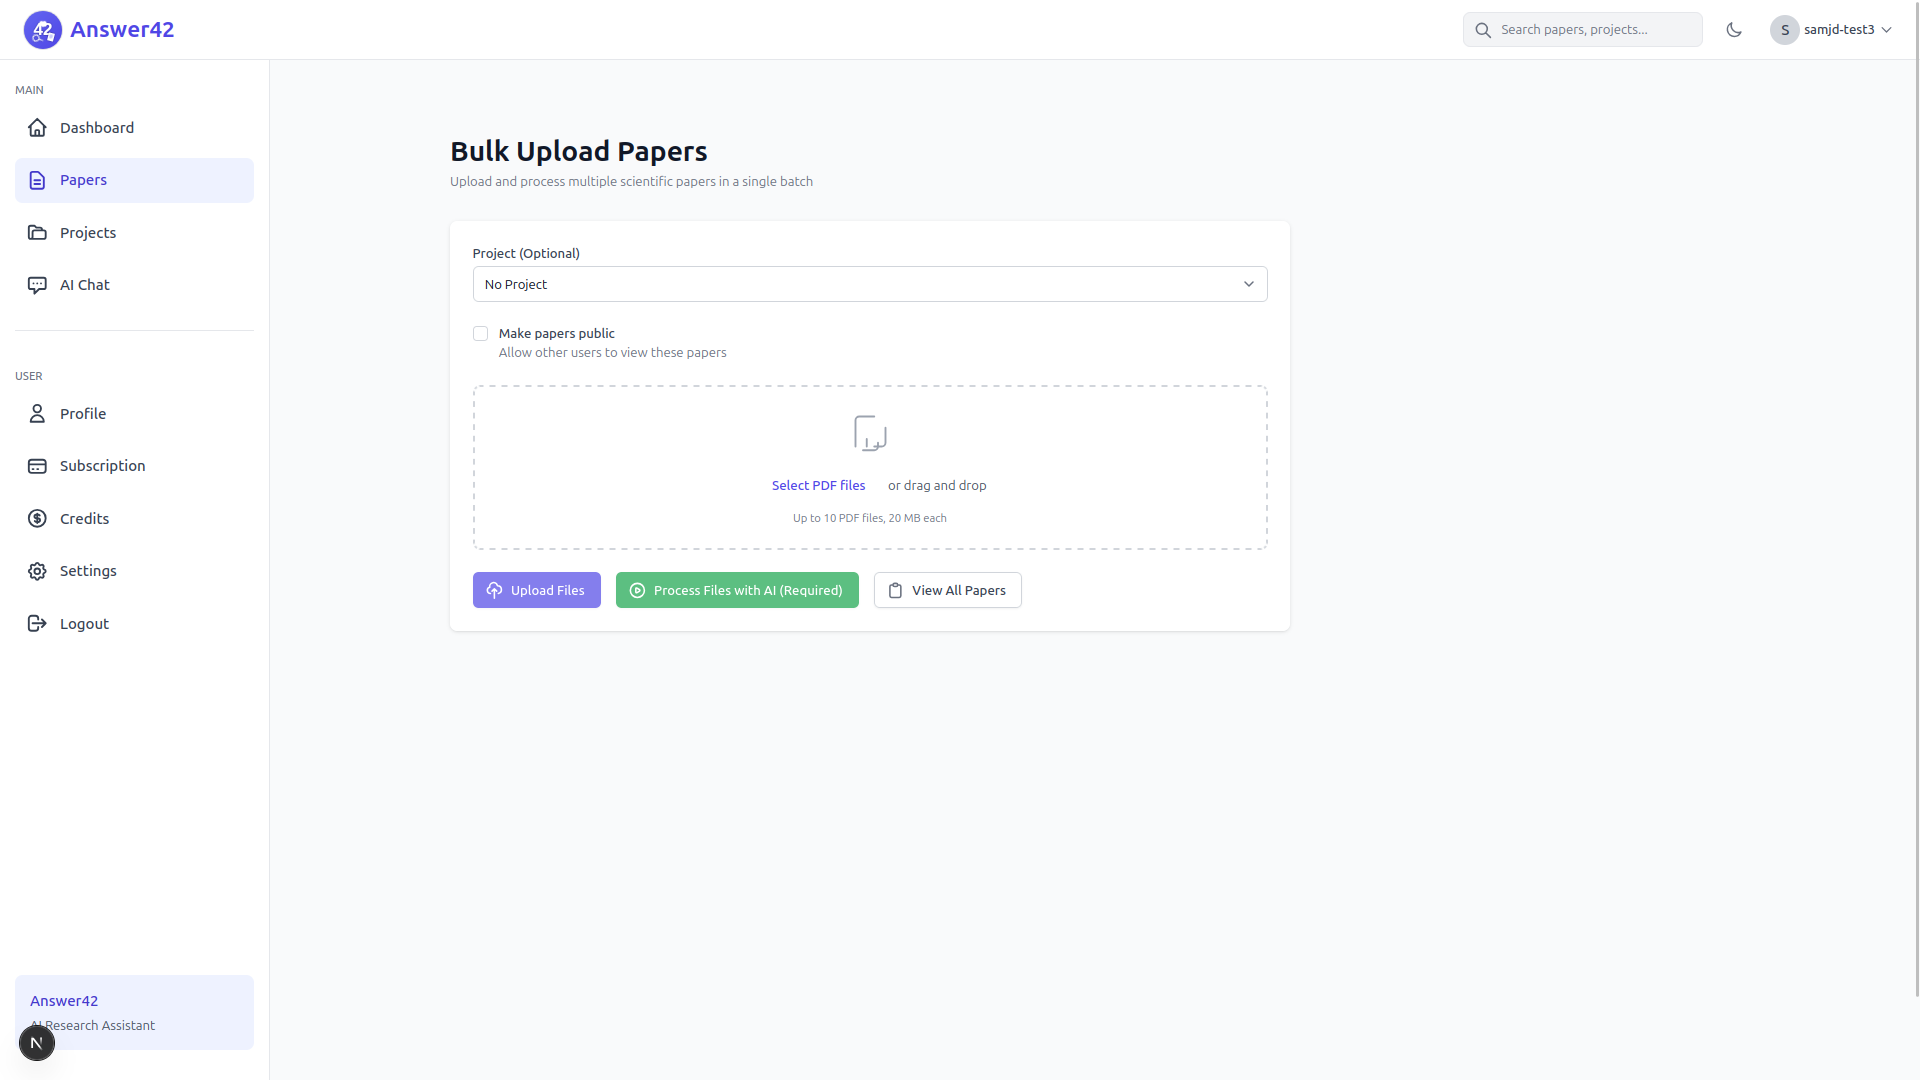 42 Answer42
Search papers, projects...
S samjd-test3
MAIN
Dashboard
Papers
Projects
AI Chat
USER
Profile
Subscription
Credits
Settings
Logout
Answer42
AI Research Assistant
N
Bulk Upload Papers
Upload and process multiple scientific papers in a single batch
Project (Optional)
No Project
Make papers public
Allow other users to view these papers
Select PDF files or drag and drop
Up to 10 PDF files, 20 MB each
Upload Files
Process Files with AI (Required)
View All Papers